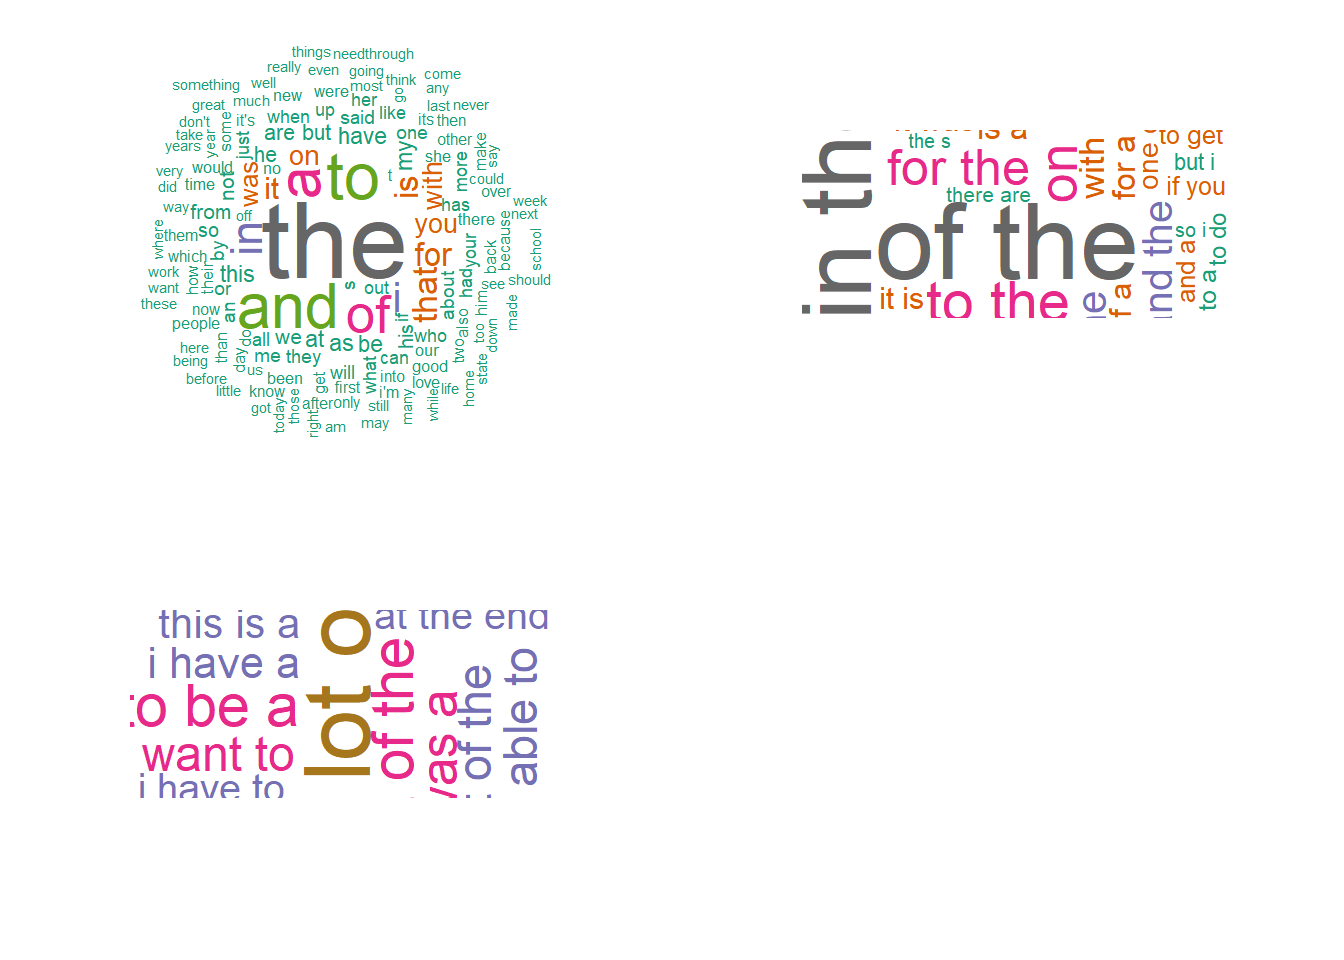 things needthrough
really even going think come
something well were most go any
great much new her last never
don't some it's when up said like its then
take year just are but have one other
years he on my she make say
very would no it a to t is with more could
did time not was over
way from off has week
where them so in the you there next
which by for because school
work how their this had your back
want or s out i that about see should
these an and of if him made
now his also too
people do all we at as be who down
here than day me they what can our two
being us been will into good state
before get first i'm love home
little know those after only still many while life
got today right am may
the s is a to get
in th for the on with for a one but i
there are if you
of the nd the so i to do
it is to the f a and a to a
this is a lot o at the end
i have a of the able to
o be a was a of the
want to
i have to